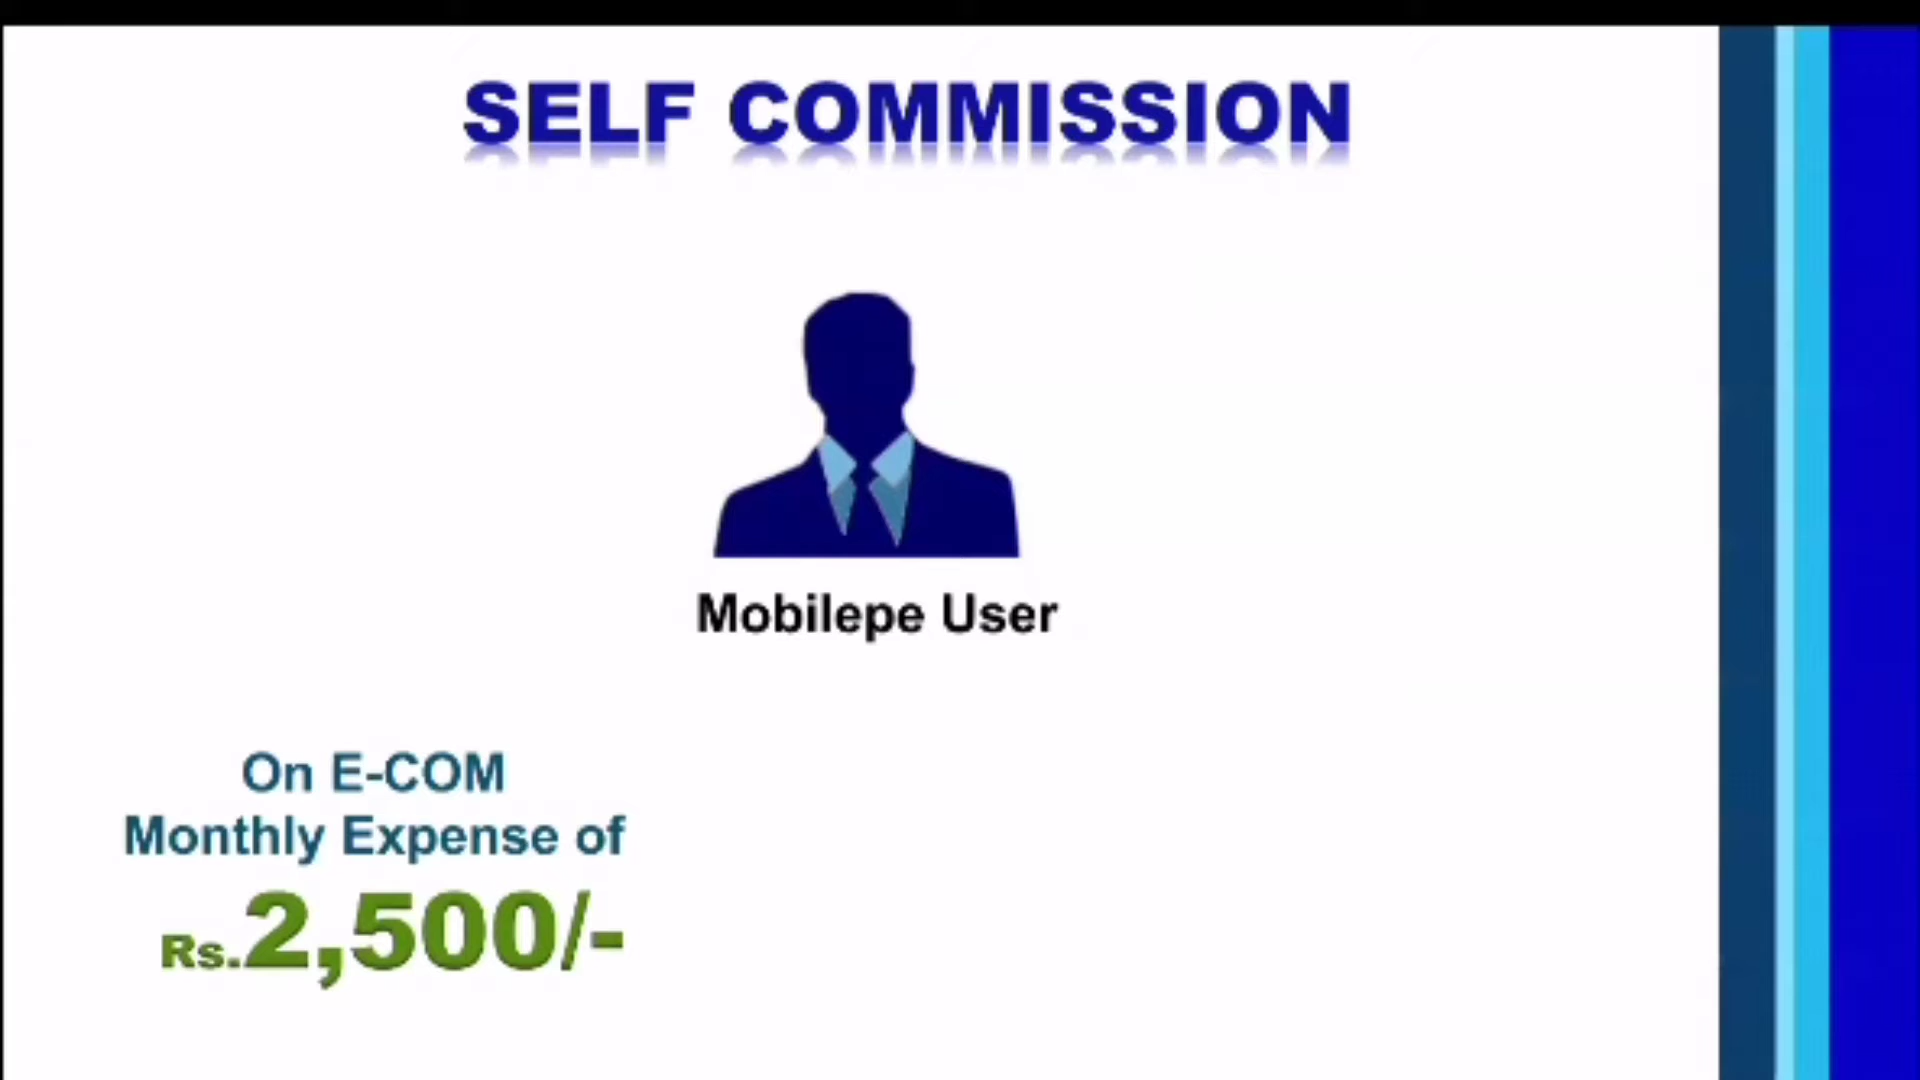 SELF COMMISSION
Mobilepe User
On E-COM
Monthly Expense of
Rs.2,500/-